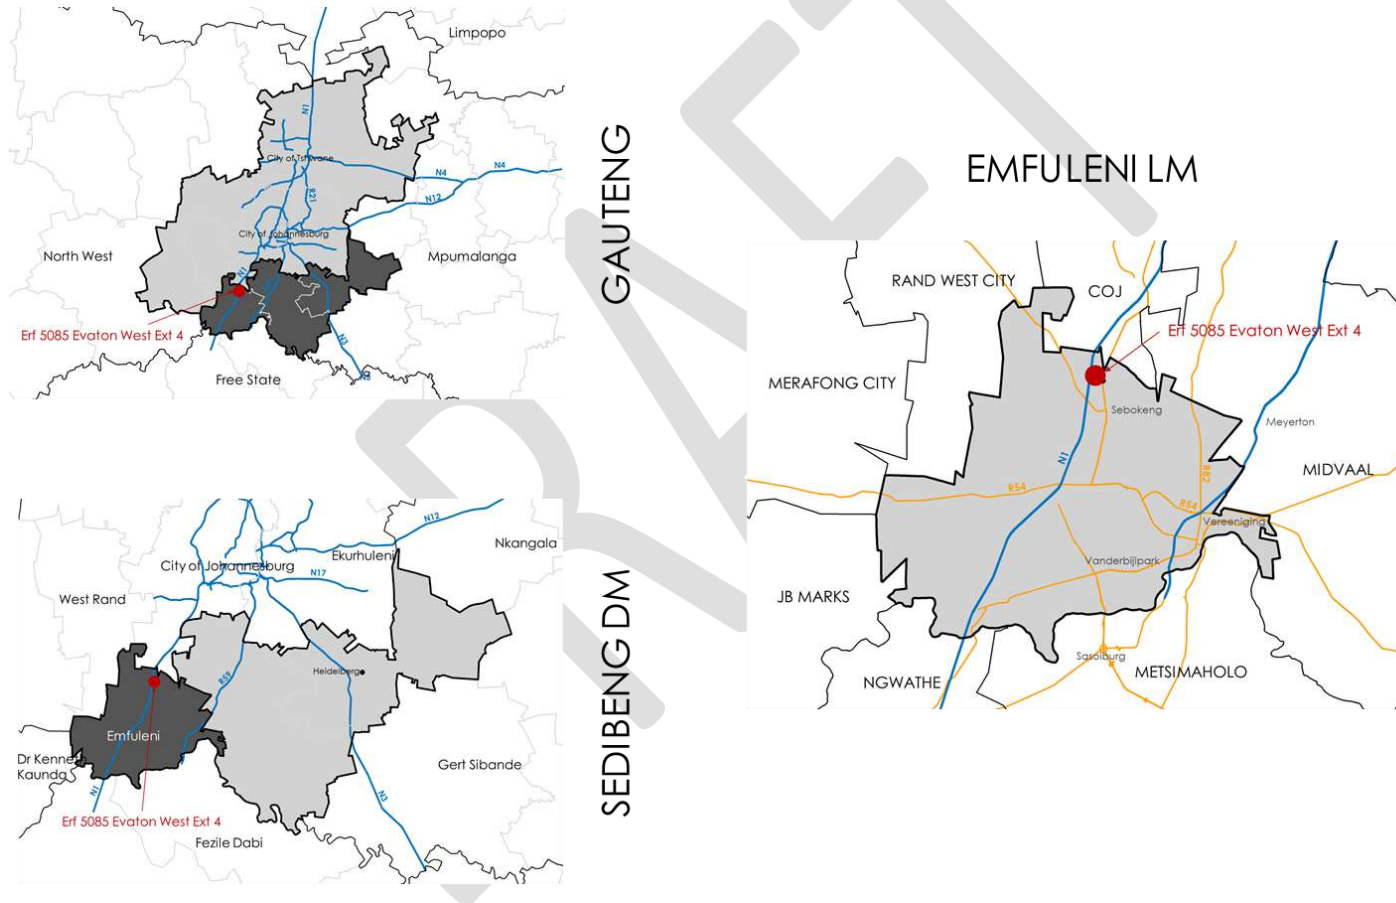 Limpopo
N1
City of Tshwane
N4
N4
R21
N12
City of Johannesburg
North West
Mpumalanga
N1
Erf 5085 Evaton West Ext 4
N3
Free State
GAUTENG
N12
Nkangala
Ekurhuleni
City of Johannesburg
N17
West Rand
Heidelberg
R59
Emfuleni
Dr Kenne
Kaunda
Gert Sibande
N1
N3
Erf 5085 Evaton West Ext 4
Fezile Dabi
SEDIBENG DM
EMFULENI LM
RAND WEST CITY
COJ
Erf 5085 Evaton West Ext 4
MERAFONG CITY
Sebokeng
Meyerton
N1
R82
MIDVAAL
R54
R54
Vereeniging
Vanderbijlpark
JB MARKS
Sasolburg
METSIMAHOLO
NGWATHE